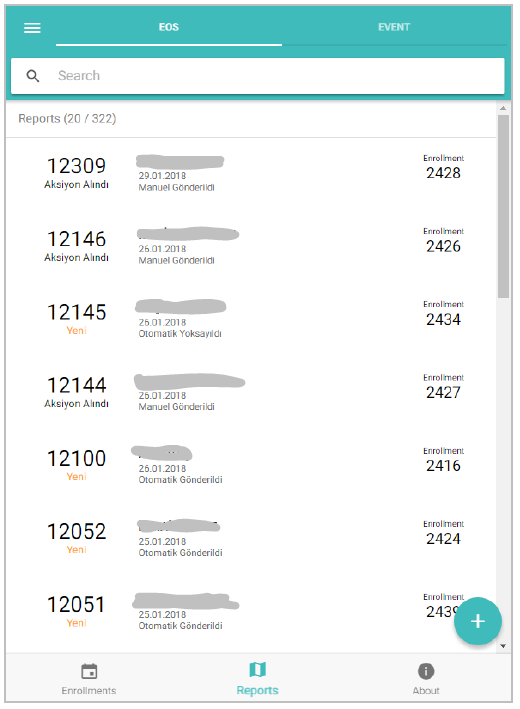 EOS
EVENT
Search
Reports (20 / 322)
12309
Aksiyon Alındı
29.01.2018
Manuel Gönderildi
Enrollment
2428
12146
Aksiyon Alındı
26.01.2018
Manuel Gönderildi
Enrollment
2426
12145
Yeni
26.01.2018
Otomatik Yoksayıldı
Enrollment
2434
12144
Aksiyon Alındı
26.01.2018
Manuel Gönderildi
Enrollment
2427
12100
Yeni
26.01.2018
Otomatik Gönderildi
Enrollment
2416
12052
Yeni
25.01.2018
Otomatik Gönderildi
Enrollment
2424
12051
Yeni
25.01.2018
Otomatik Gönderildi
Enrollment
2439
Enrollments
Reports
About